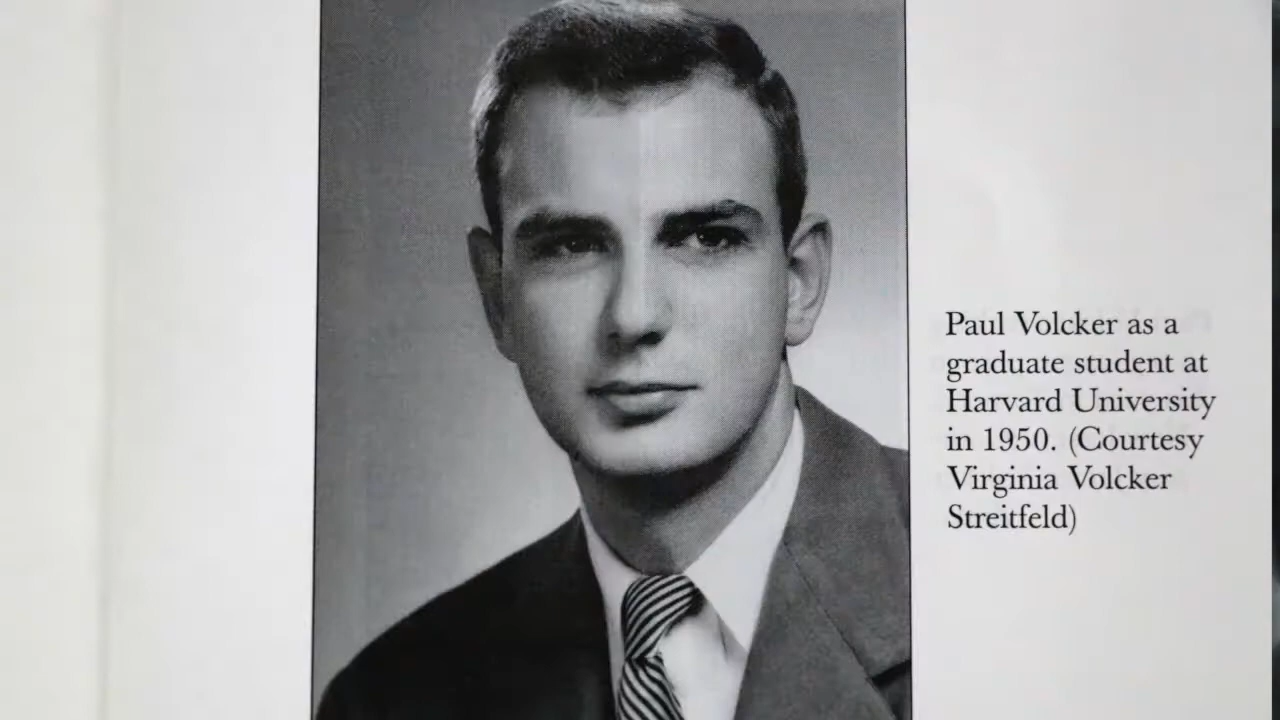 Paul Volcker as a
graduate student at
Harvard University
in 1950. (Courtesy
Virginia Volcker
Streitfeld)